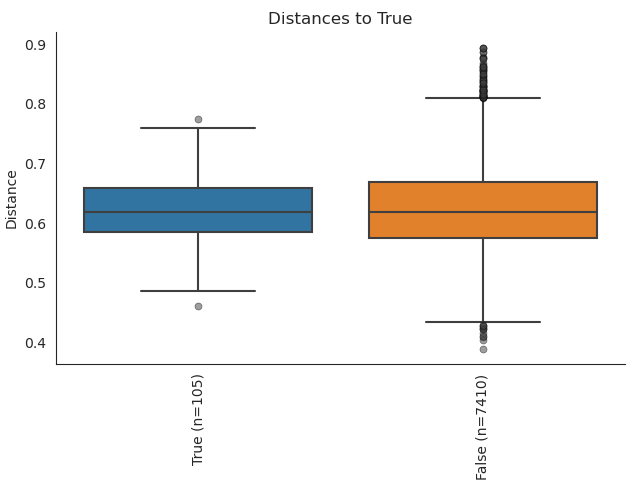 Distances to True
0.9
0.8
0.7
0.6
0.5
0.4
Distance
True (n=105)
False (n=7410)